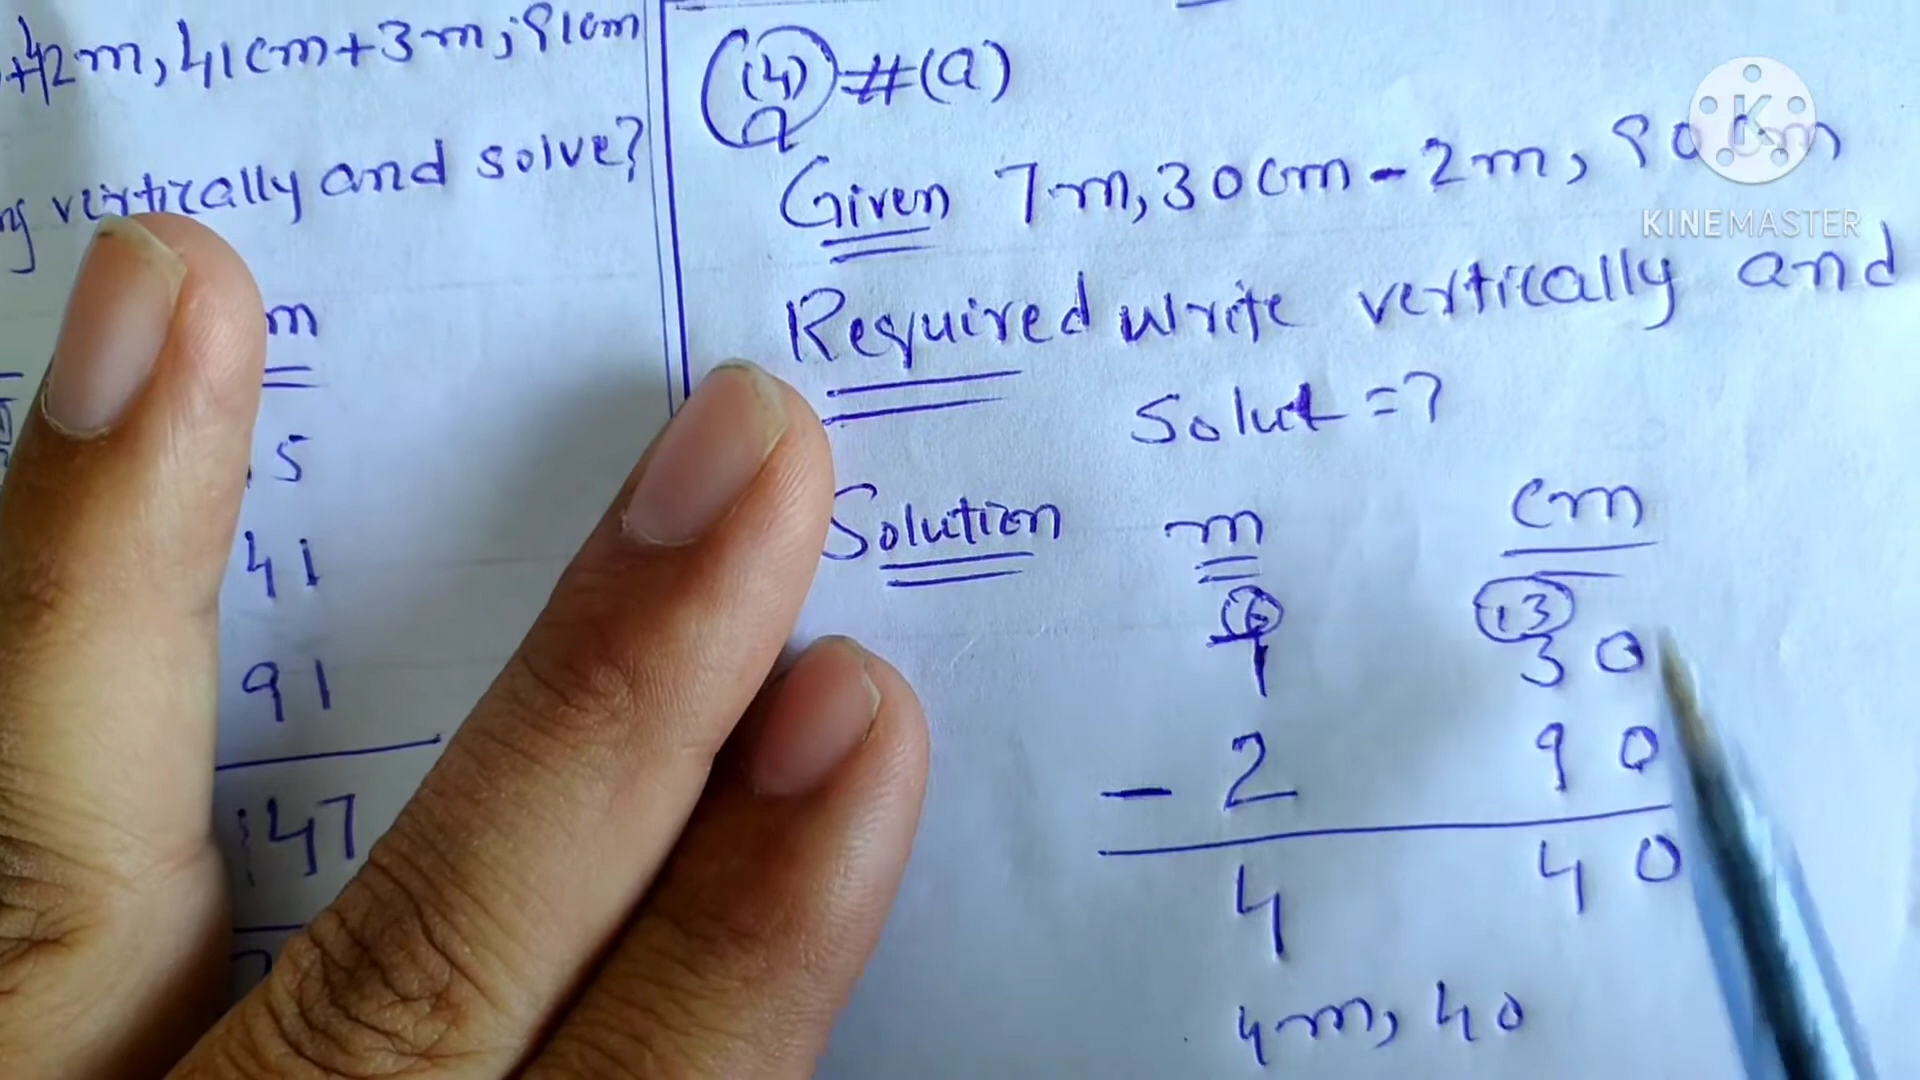 +42m, 41cm+3m, 91cm
vertically and solve?
m
5
41
91
147
(4) #(a)
a
Given 7m, 30cm - 2m, 90cm
Required write vertically and
Solut = ?
Solution m cm
6 13
7 30
- 2 90
4 40
4m, 40
K
KINEMASTER